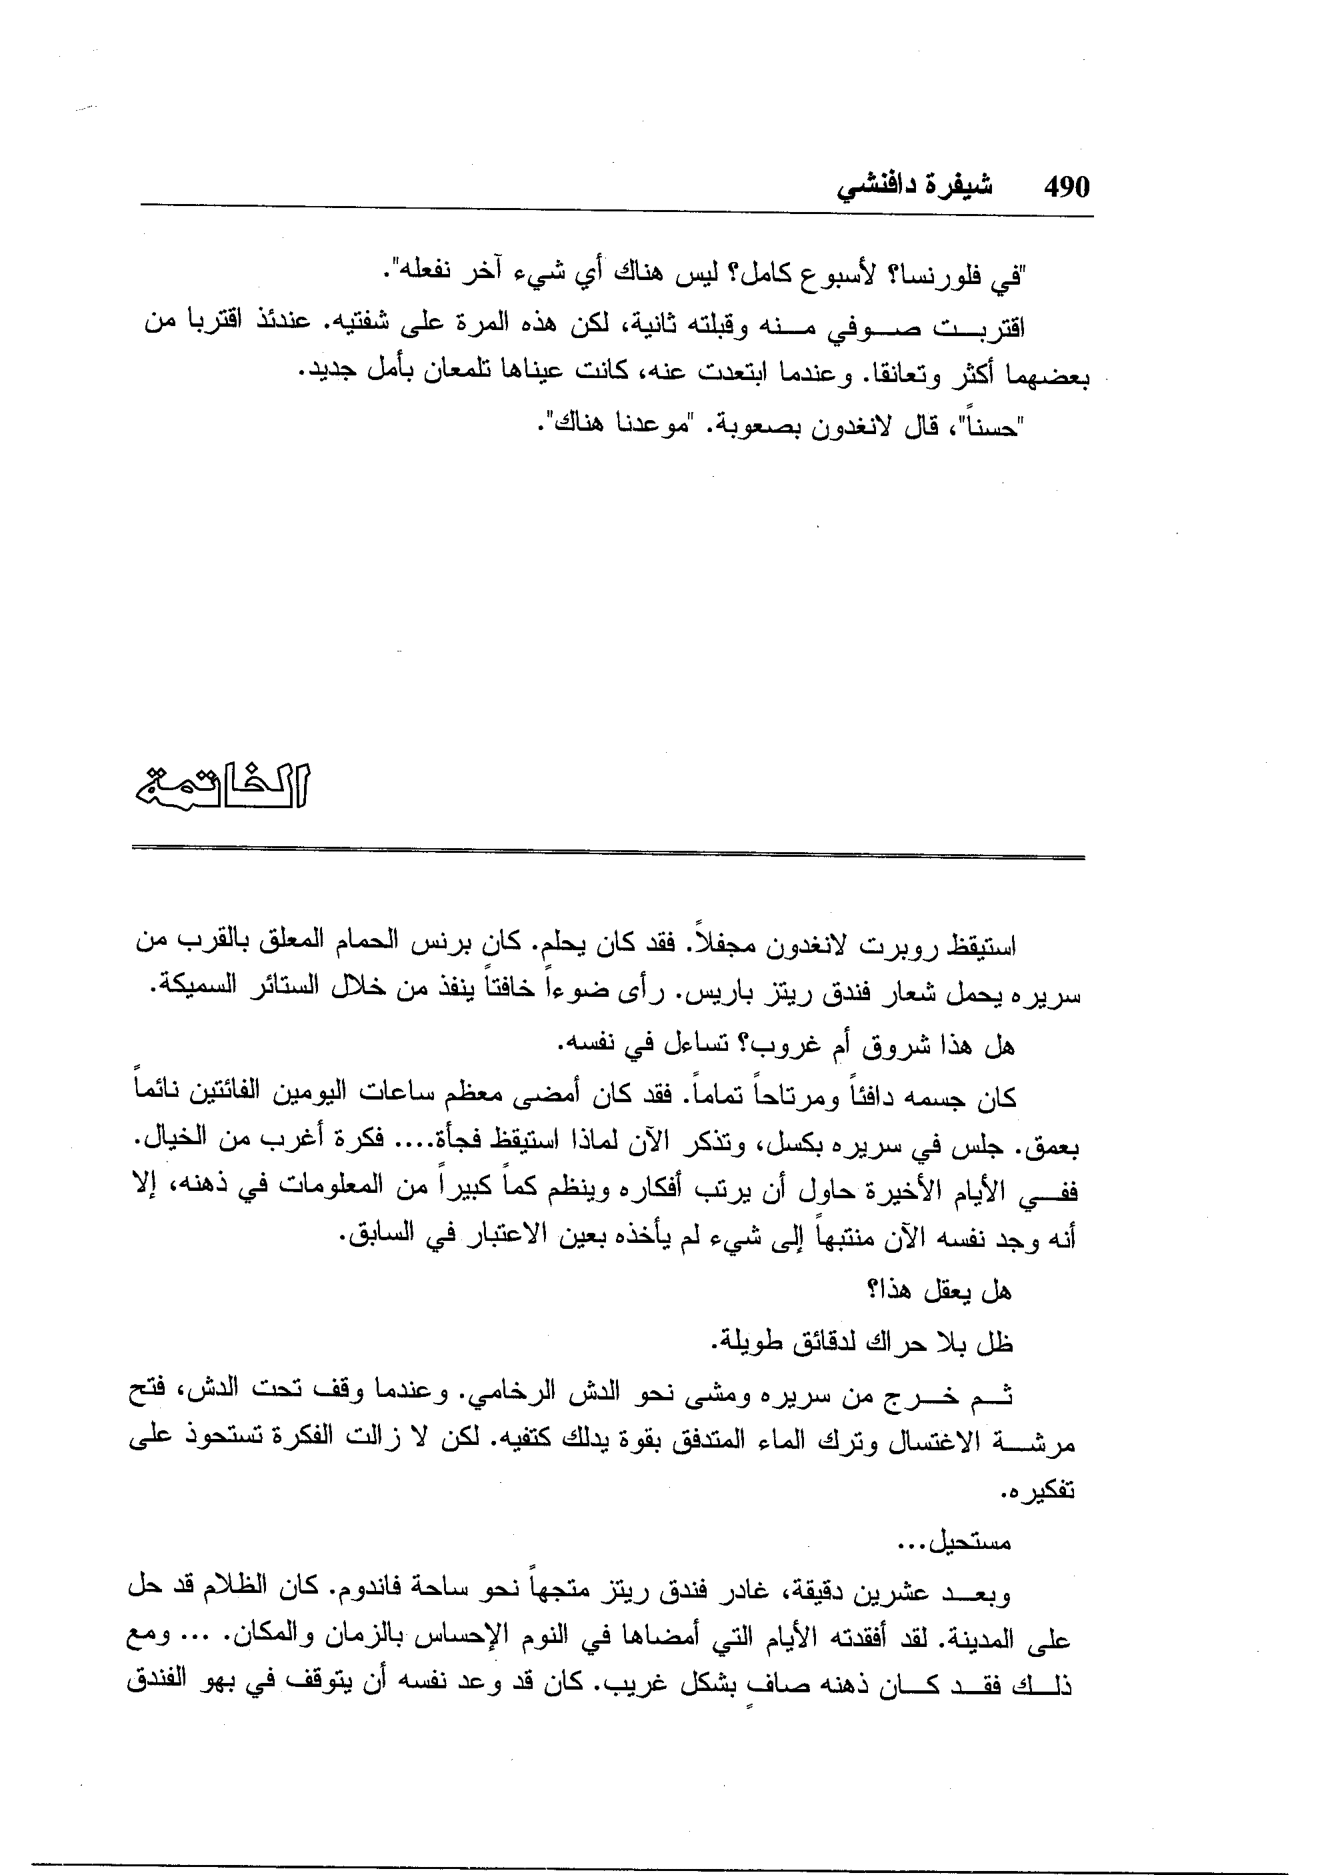 490 شيفرة دافنشي
"في فلورنسا؟ لأسبوع كامل؟ ليس هناك أي شيء آخر نفعله".
اقتربت صوفي منه وقبلته ثانية، لكن هذه المرة على شفتيه. عندئذ اقتربا من
بعضهما أكثر وتعانقا. وعندما ابتعدت عنه، كانت عيناها تلمعان بأمل جديد.
"حسناً"، قال لانغدون بصعوبة. "موعدنا هناك".
الخاتمة
استيقظ روبرت لانغدون مجفلاً. فقد كان يحلم. كان برنس الحمام المعلق بالقرب من
سريره يحمل شعار فندق ريتز باريس. رأى ضوءاً خافتاً ينفذ من خلال الستائر السميكة.
هل هذا شروق أم غروب؟ تساءل في نفسه.
كان جسمه دافئاً ومرتاحاً تماماً. فقد كان أمضى معظم ساعات اليومين الفائتين نائماً
بعمق. جلس في سريره بكسل، وتذكر الآن لماذا استيقظ فجأة.... فكرة أغرب من الخيال.
ففي الأيام الأخيرة حاول أن يرتب أفكاره وينظم كماً كبيراً من المعلومات في ذهنه، إلا
أنه وجد نفسه الآن منتبهاً إلى شيء لم يأخذه بعين الاعتبار في السابق.
هل يعقل هذا؟
ظل بلا حراك لدقائق طويلة.
ثم خرج من سريره ومشى نحو الدش الرخامي. وعندما وقف تحت الدش، فتح
مرشة الاغتسال وترك الماء المتدفق بقوة يدلك كتفيه. لكن لا زالت الفكرة تستحوذ على
تفكيره.
مستحيل...
وبعد عشرين دقيقة، غادر فندق ريتز متجهاً نحو ساحة فاندوم. كان الظلام قد حل
على المدينة. لقد أفقدته الأيام التي أمضاها في النوم الإحساس بالزمان والمكان. ... ومع
ذلك فقد كان ذهنه صافٍ بشكل غريب. كان قد وعد نفسه أن يتوقف في بهو الفندق